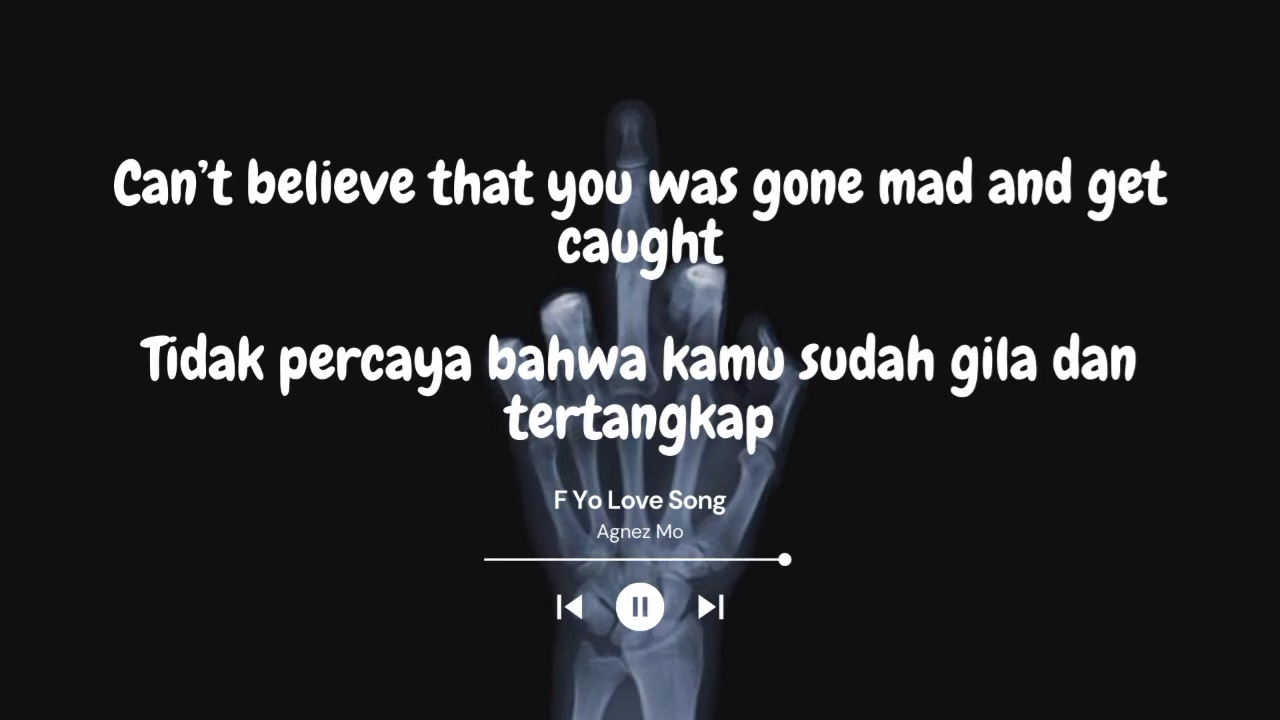 Can't believe that you was gone mad and get
caught
Tidak percaya bahwa kamu sudah gila dan
tertangkap
F Yo Love Song
Agnez Mo